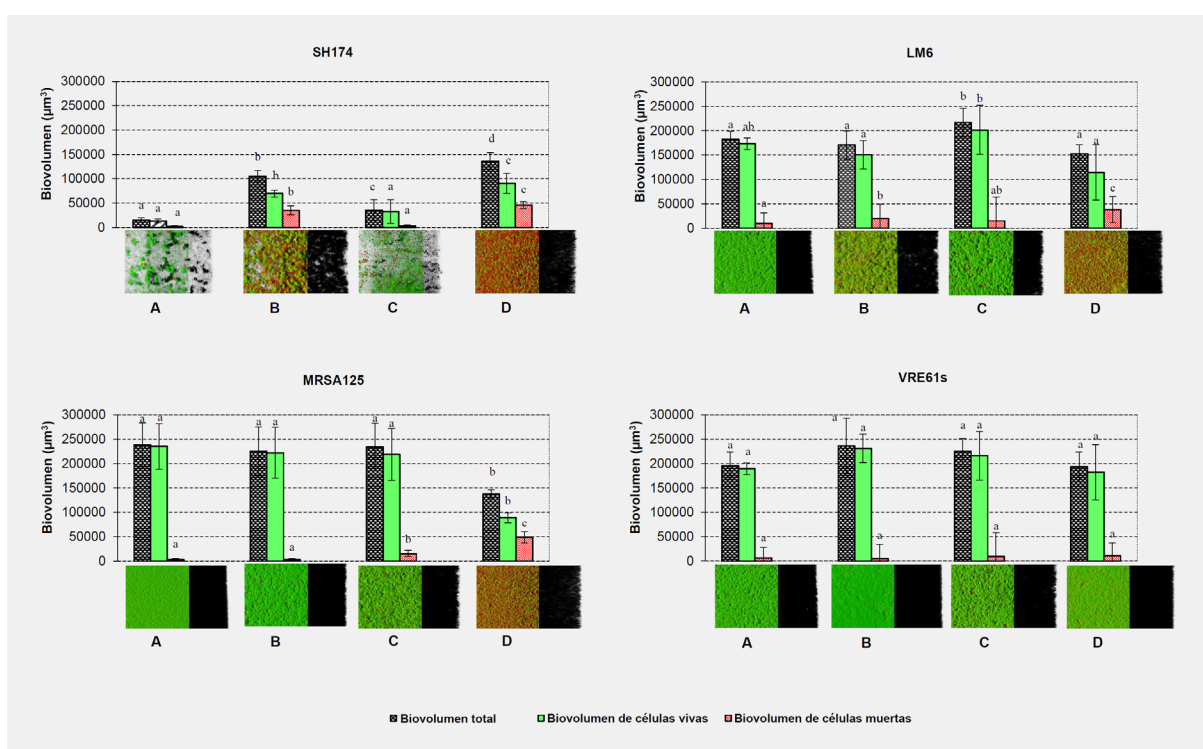 SH174
Biovolumen (µm³)
300000
250000
200000
150000
100000
50000
0
a a a
b b b
c a a
d c c
A B C D
LM6
Biovolumen (µm³)
300000
250000
200000
150000
100000
50000
0
a ab a
a a b
b b ab
a a c
A B C D
MRSA125
Biovolumen (µm³)
300000
250000
200000
150000
100000
50000
0
a a a
a a a
a a b
b b c
A B C D
VRE61s
Biovolumen (µm³)
300000
250000
200000
150000
100000
50000
0
a a a
a a a
a a a
a a a
A B C D
Biovolumen total Biovolumen de células vivas Biovolumen de células muertas